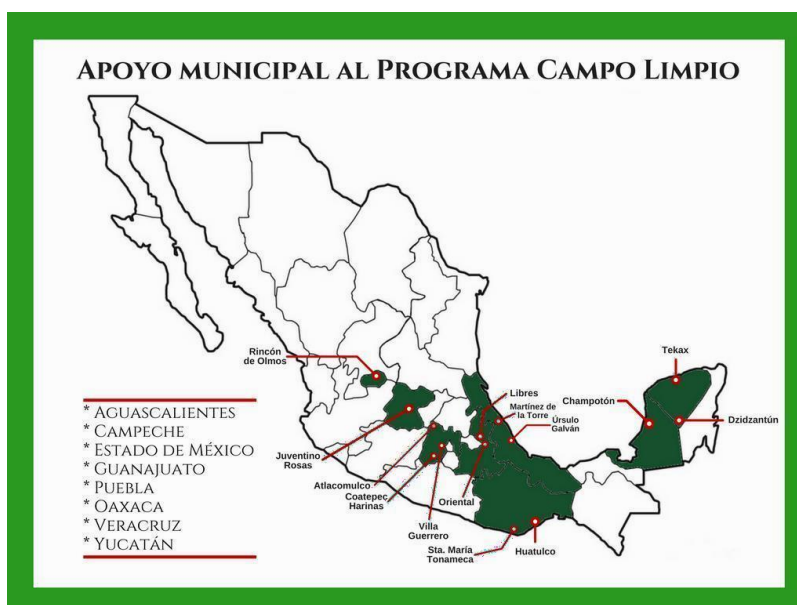 APOYO MUNICIPAL AL PROGRAMA CAMPO LIMPIO
Rincón
de Olmos
Tekax
Libres
Champotón
Martínez de
la Torre
Dzidzantún
Úrsulo
Galván
* AGUASCALIENTES
* CAMPECHE
* ESTADO DE MÉXICO
* GUANAJUATO
* PUEBLA
* OAXACA
* VERACRUZ
* YUCATÁN
Juventino
Rosas
Atlacomulco
Coatepec
Harinas
Oriental
Villa
Guerrero
Sta. María
Tonameca
Huatulco